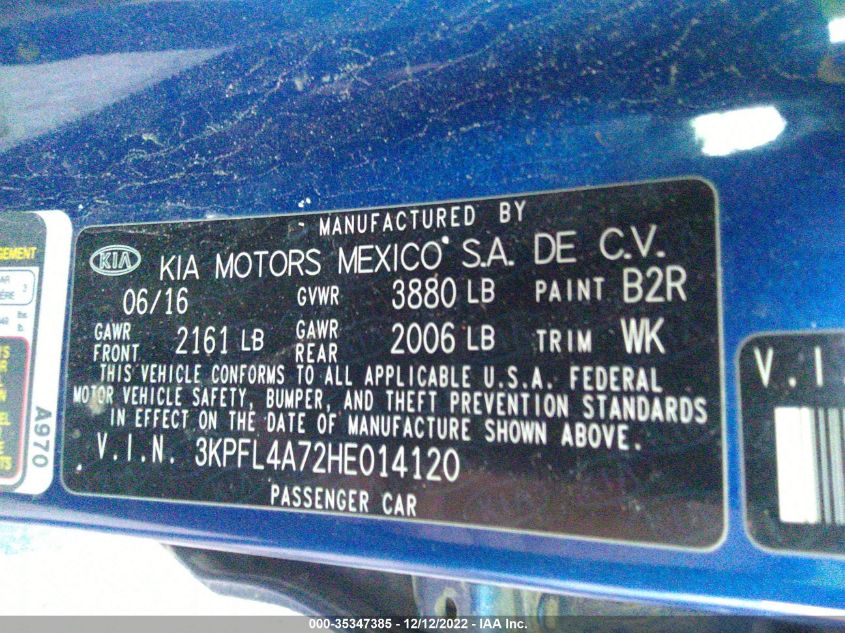 MANUFACTURED BY
KIA KIA MOTORS MEXICO S.A. DE C.V.
06/16 GVWR 3880 LB PAINT B2R
GAWR FRONT 2161 LB GAWR REAR 2006 LB TRIM WK
THIS VEHICLE CONFORMS TO ALL APPLICABLE U.S.A. FEDERAL
MOTOR VEHICLE SAFETY, BUMPER, AND THEFT PREVENTION STANDARDS
IN EFFECT ON THE DATE OF MANUFACTURE SHOWN ABOVE.
V.I.N. 3KPFL4A72HE014120
PASSENGER CAR
A970
V.I.
000-35347385 - 12/12/2022 - IAA Inc.